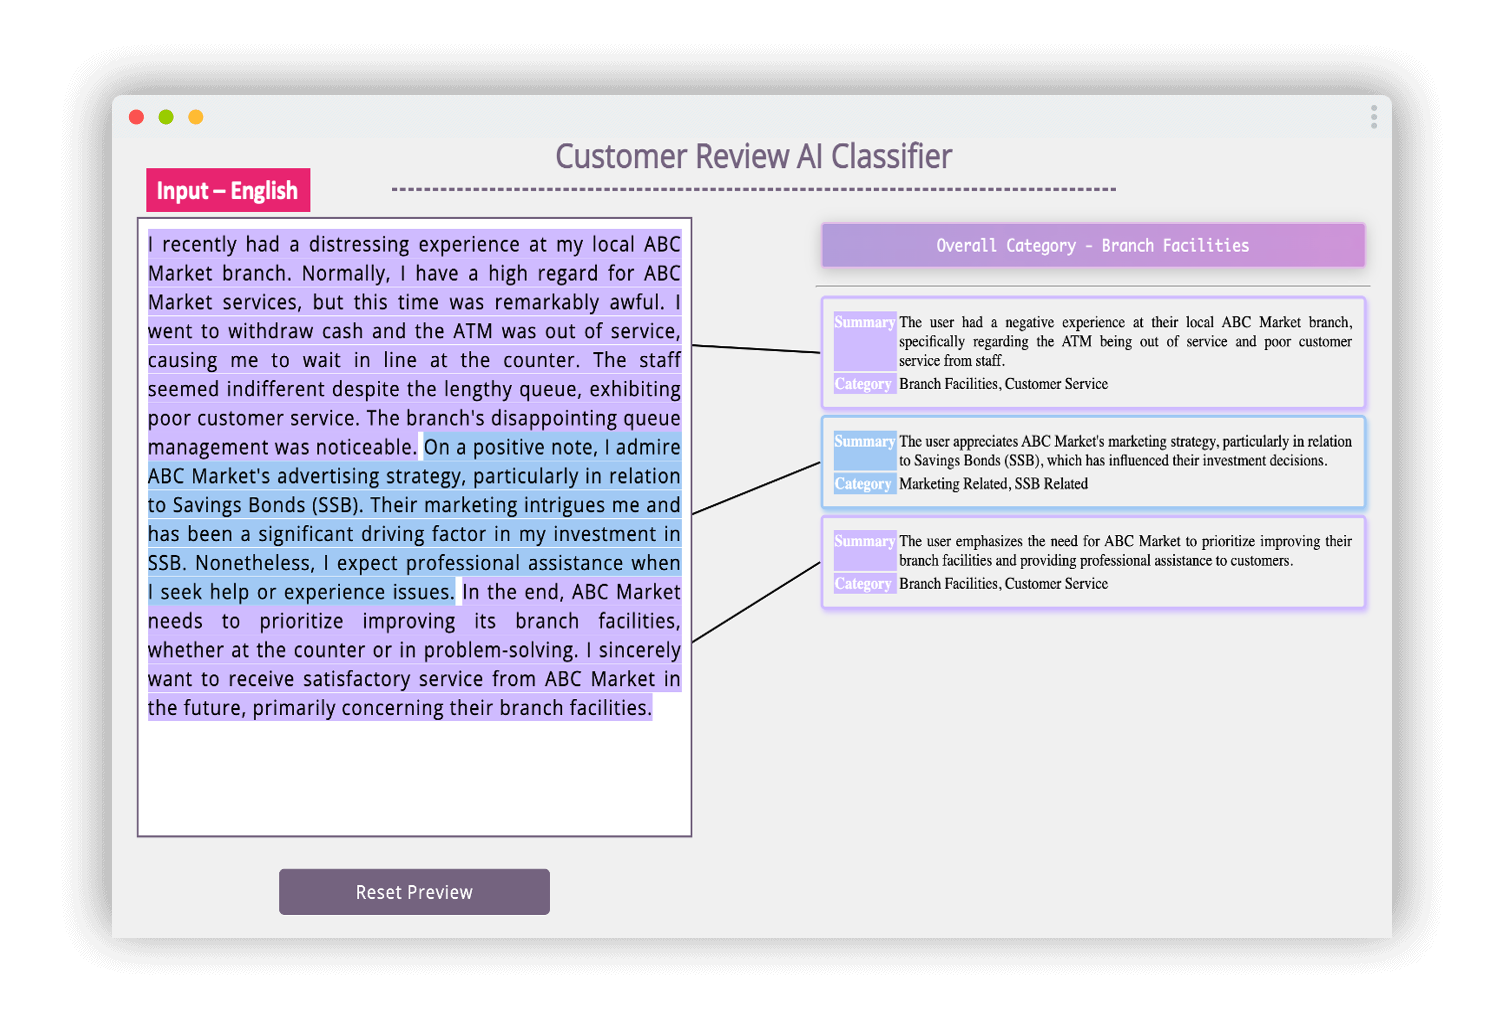 Customer Review AI Classifier
Input – English
I recently had a distressing experience at my local ABC
Market branch. Normally, I have a high regard for ABC
Market services, but this time was remarkably awful. I
went to withdraw cash and the ATM was out of service,
causing me to wait in line at the counter. The staff
seemed indifferent despite the lengthy queue, exhibiting
poor customer service. The branch's disappointing queue
management was noticeable. On a positive note, I admire
ABC Market's advertising strategy, particularly in relation
to Savings Bonds (SSB). Their marketing intrigues me and
has been a significant driving factor in my investment in
SSB. Nonetheless, I expect professional assistance when
I seek help or experience issues. In the end, ABC Market
needs to prioritize improving its branch facilities,
whether at the counter or in problem-solving. I sincerely
want to receive satisfactory service from ABC Market in
the future, primarily concerning their branch facilities.
Reset Preview
Overall Category - Branch Facilities
Summary The user had a negative experience at their local ABC Market branch,
specifically regarding the ATM being out of service and poor customer
service from staff.
Category Branch Facilities, Customer Service
Summary The user appreciates ABC Market's marketing strategy, particularly in relation
to Savings Bonds (SSB), which has influenced their investment decisions.
Category Marketing Related, SSB Related
Summary The user emphasizes the need for ABC Market to prioritize improving their
branch facilities and providing professional assistance to customers.
Category Branch Facilities, Customer Service